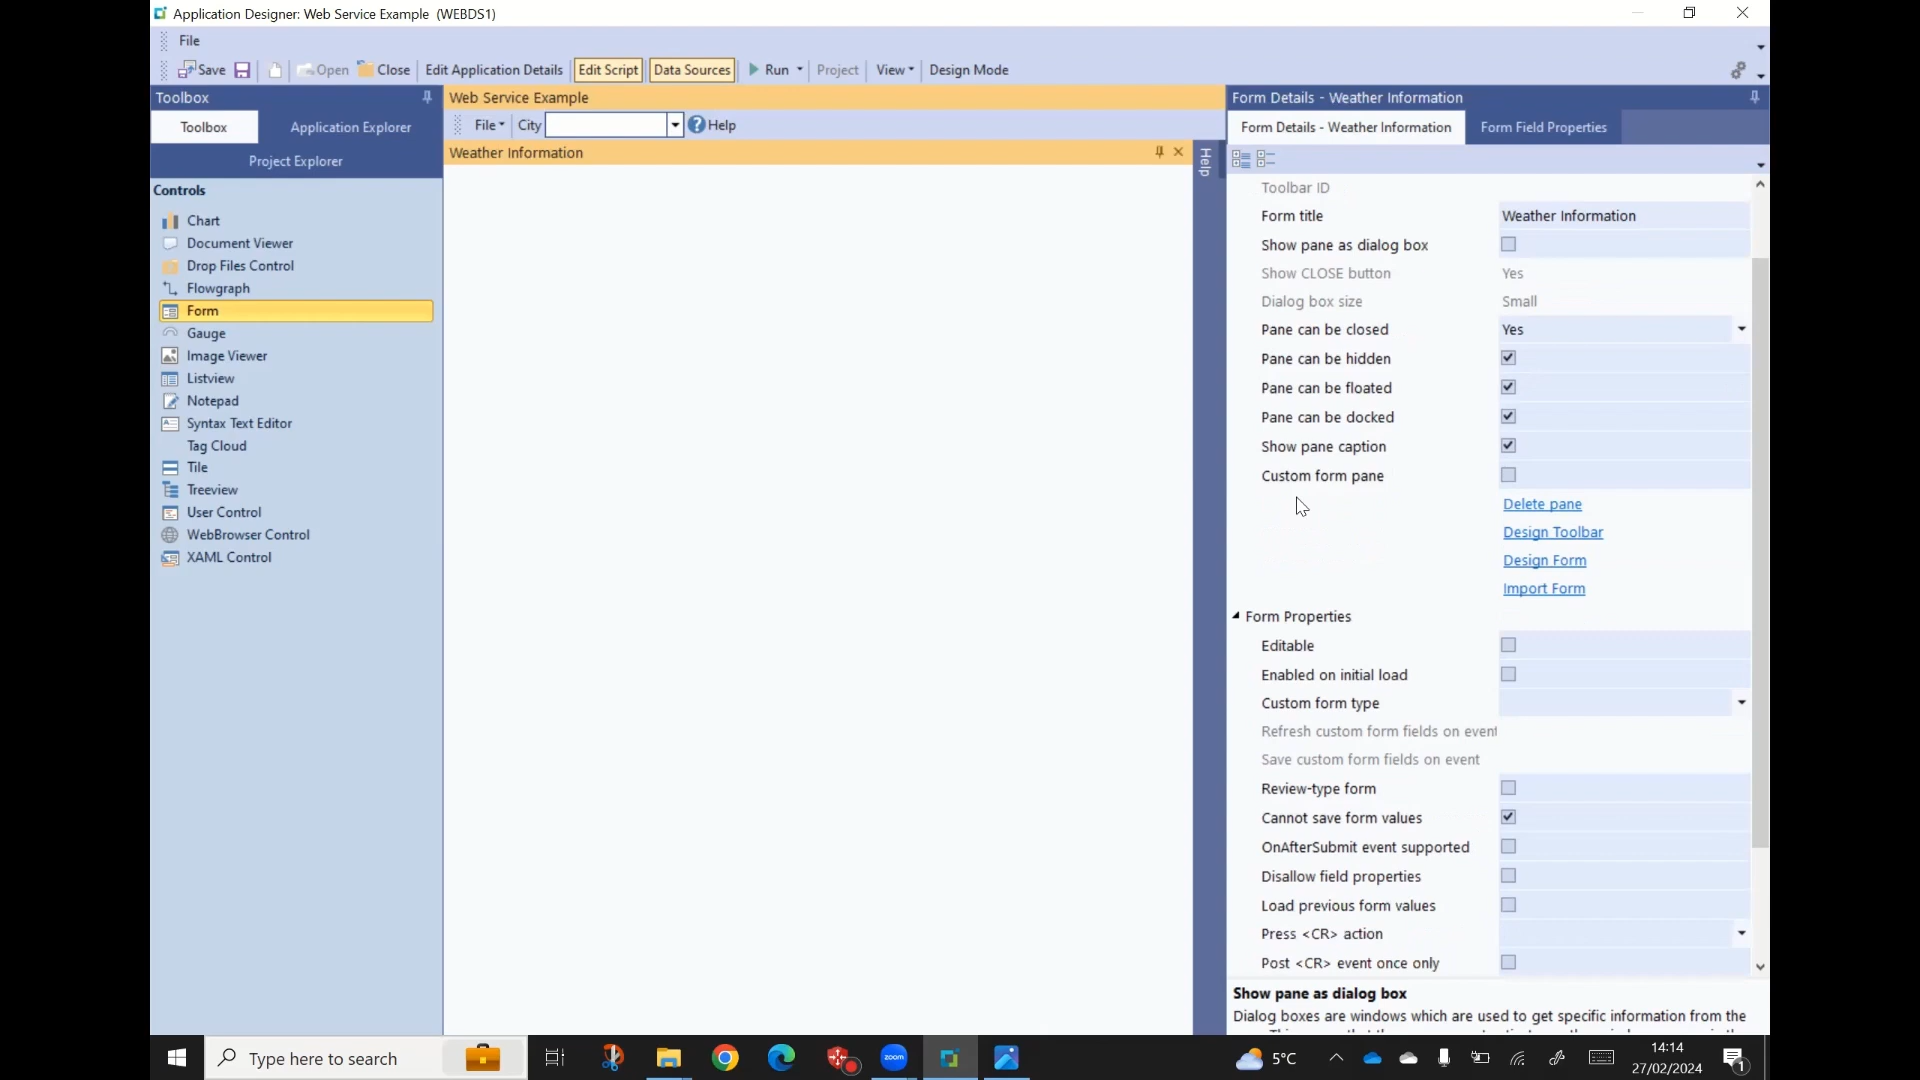 Application Designer: Web Service Example (WEBDS1)
File
Save Open Close Edit Application Details Edit Script Data Sources Run Project View Design Mode
Toolbox
Toolbox Application Explorer
Project Explorer
Controls
Chart
Document Viewer
Drop Files Control
Flowgraph
Form
Gauge
Image Viewer
Listview
Notepad
Syntax Text Editor
Tag Cloud
Tile
Treeview
User Control
WebBrowser Control
XAML Control
Web Service Example
File City Help
Weather Information
Help
Form Details - Weather Information
Form Details - Weather Information Form Field Properties
Toolbar ID
Form title Weather Information
Show pane as dialog box
Show CLOSE button Yes
Dialog box size Small
Pane can be closed Yes
Pane can be hidden
Pane can be floated
Pane can be docked
Show pane caption
Custom form pane
Delete pane
Design Toolbar
Design Form
Import Form
Form Properties
Editable
Enabled on initial load
Custom form type
Refresh custom form fields on event
Save custom form fields on event
Review-type form
Cannot save form values
OnAfterSubmit event supported
Disallow field properties
Load previous form values
Press <CR> action
Post <CR> event once only
Show pane as dialog box
Dialog boxes are windows which are used to get specific information from the
Type here to search
zoom
5°C
14:14
27/02/2024
1